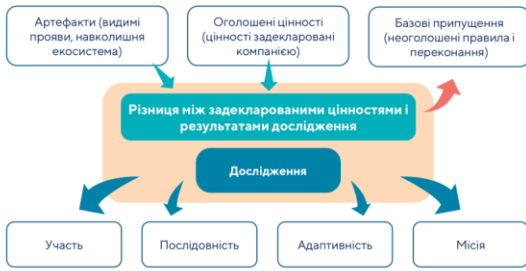 Артефакти (видимі
прояви, навколишня
екосистема)
Оголошені цінності
(цінності задекларовані
компанією)
Базові припущення
(неоголошені правила і
переконання)
Різниця між задекларованими цінностями і
результатами дослідження
Дослідження
Участь
Послідовність
Адаптивність
Місія